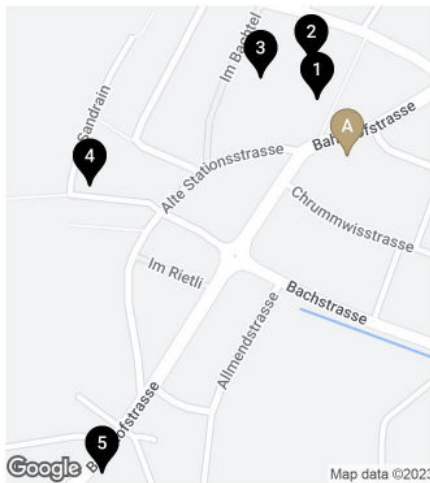 2
3
1
Im Bachtel
A
Bahnhofstrasse
Sandrain
4
Alte Stationsstrasse
Chrummwisstrasse
Im Rietli
Bachstrasse
Allmendstrasse
5
Bahnhofstrasse
Google
Map data ©2023